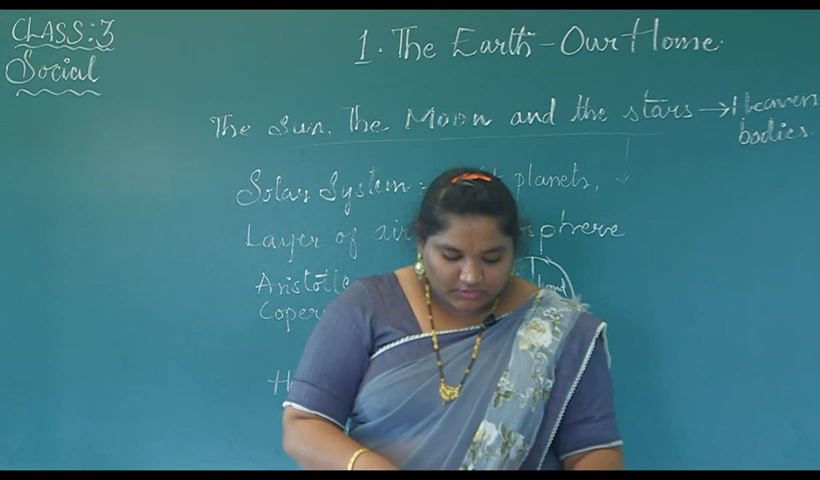 CLASS: 3
Social
1. The Earth - Our Home.
The Sun, The Moon and the stars → Heaven
bodies.
Solar System: planets,
Layer of air
Aristotle
Coper
H